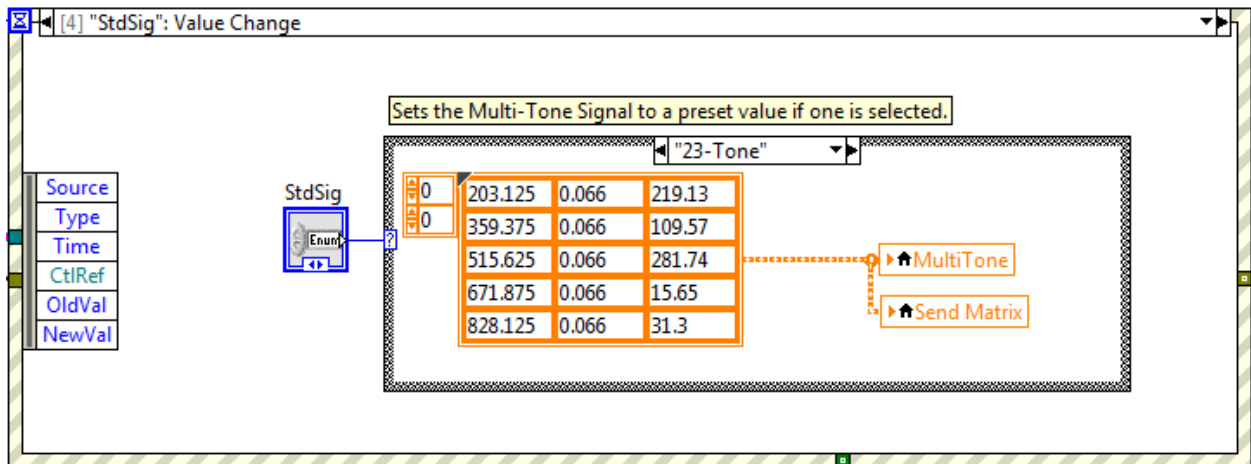 [4] "StdSig": Value Change
Sets the Multi-Tone Signal to a preset value if one is selected.
"23-Tone"
Source
Type
Time
CtlRef
OldVal
NewVal
StdSig
Enum
?
0
0
203.125 0.066 219.13
359.375 0.066 109.57
515.625 0.066 281.74
671.875 0.066 15.65
828.125 0.066 31.3
MultiTone
Send Matrix